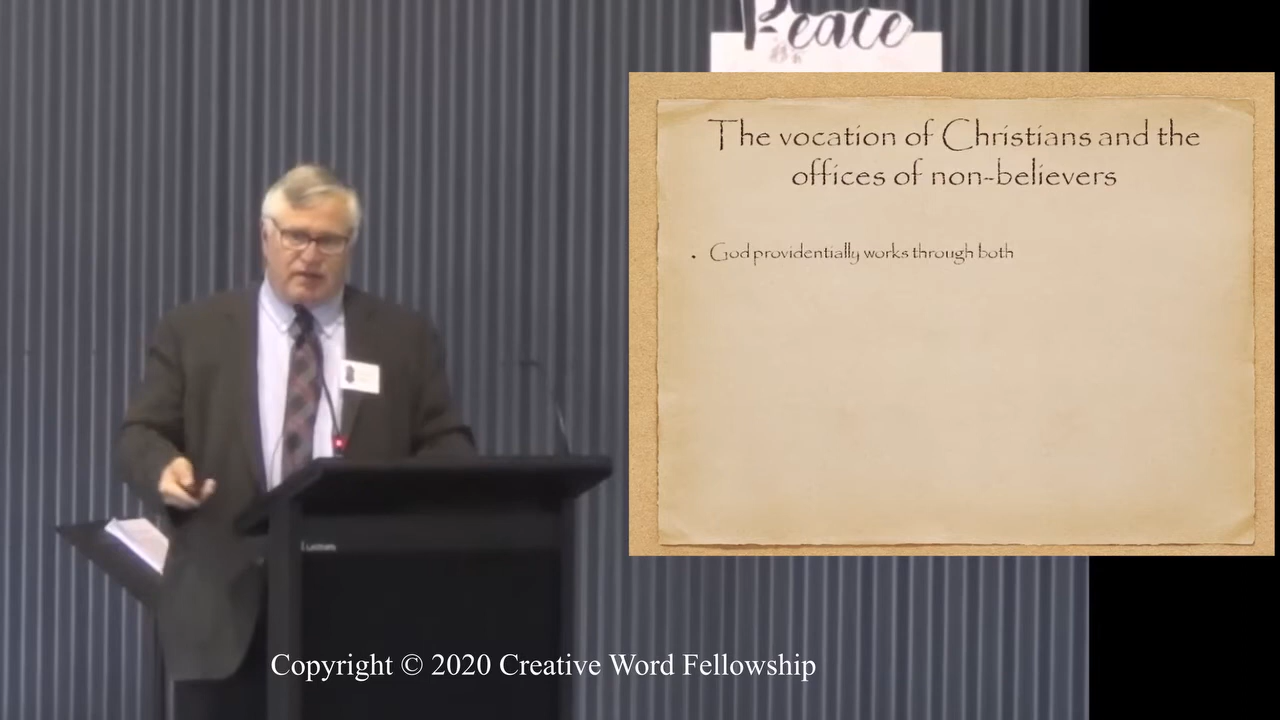 Peace
The vocation of Christians and the
offices of non-believers
• God providentially works through both
Copyright © 2020 Creative Word Fellowship